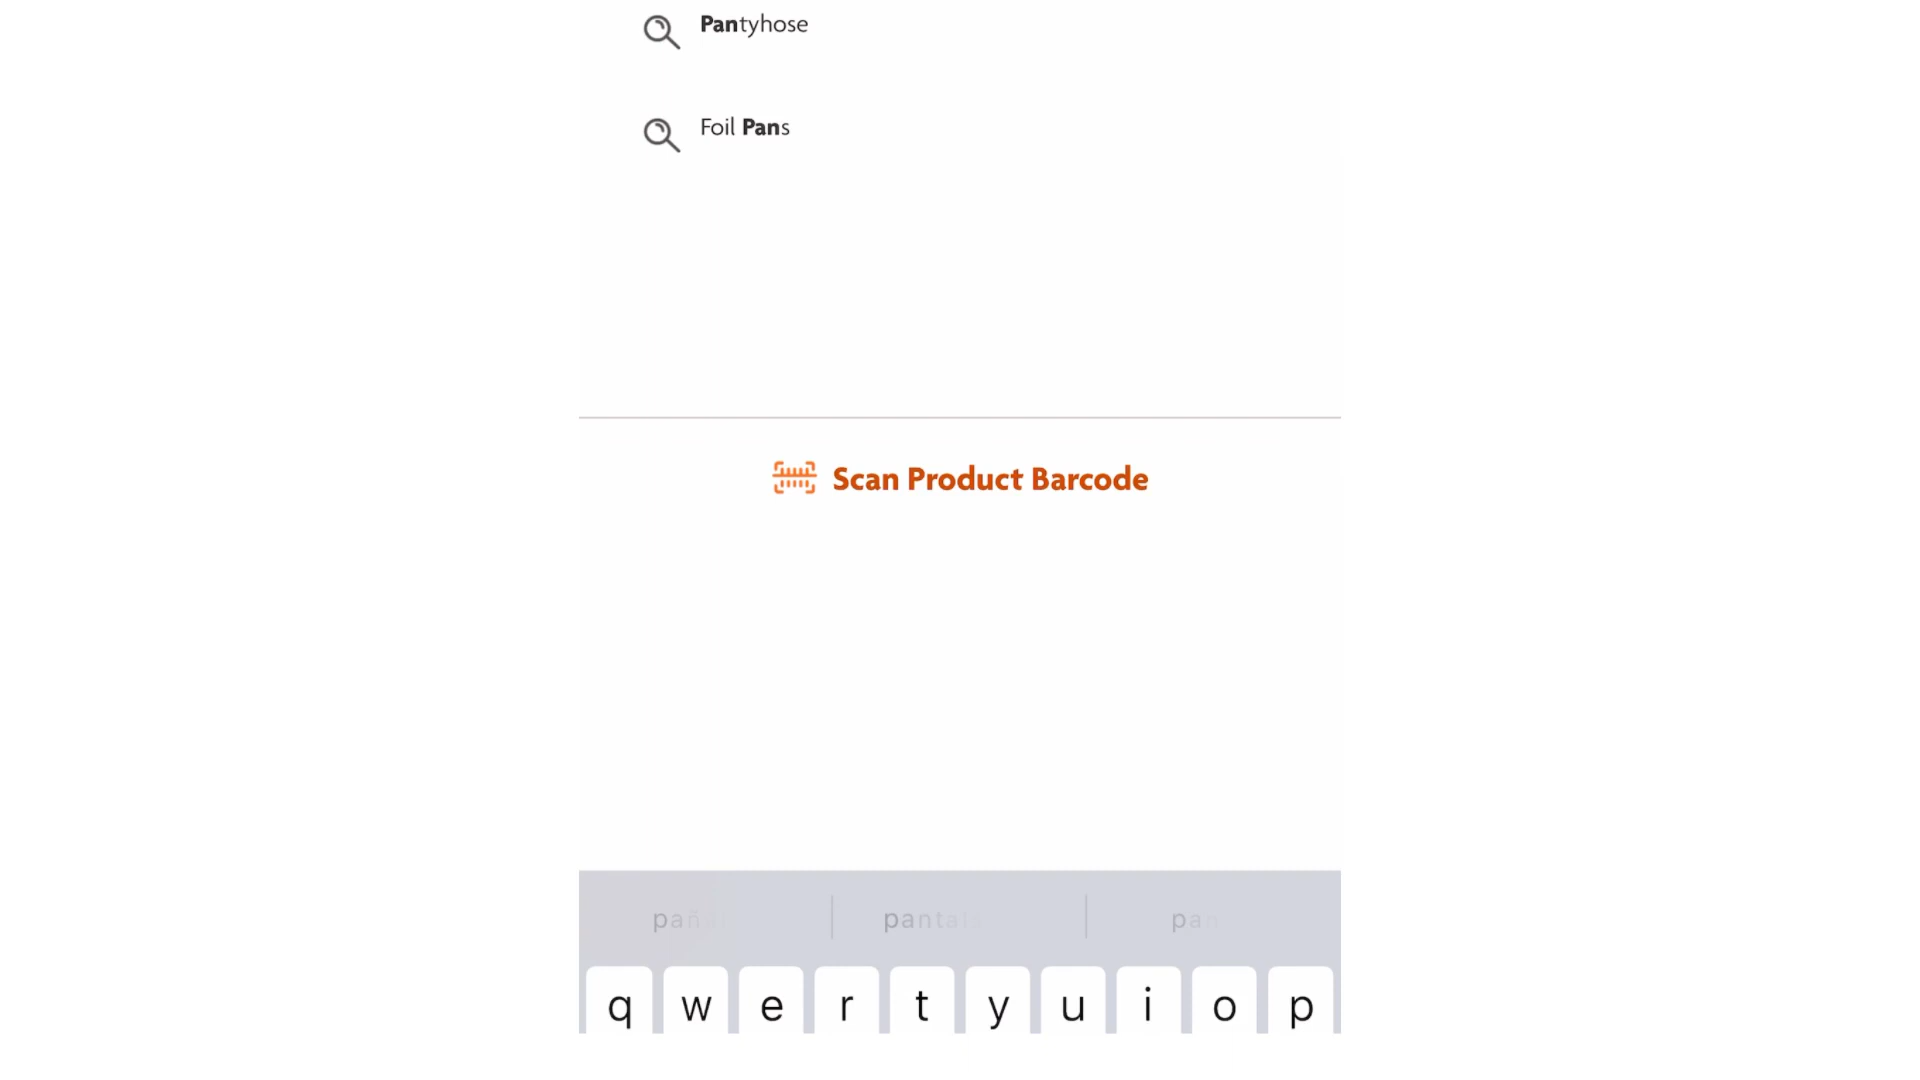 Pantyhose
Foil Pans
Scan Product Barcode
q w e r t y u i o p